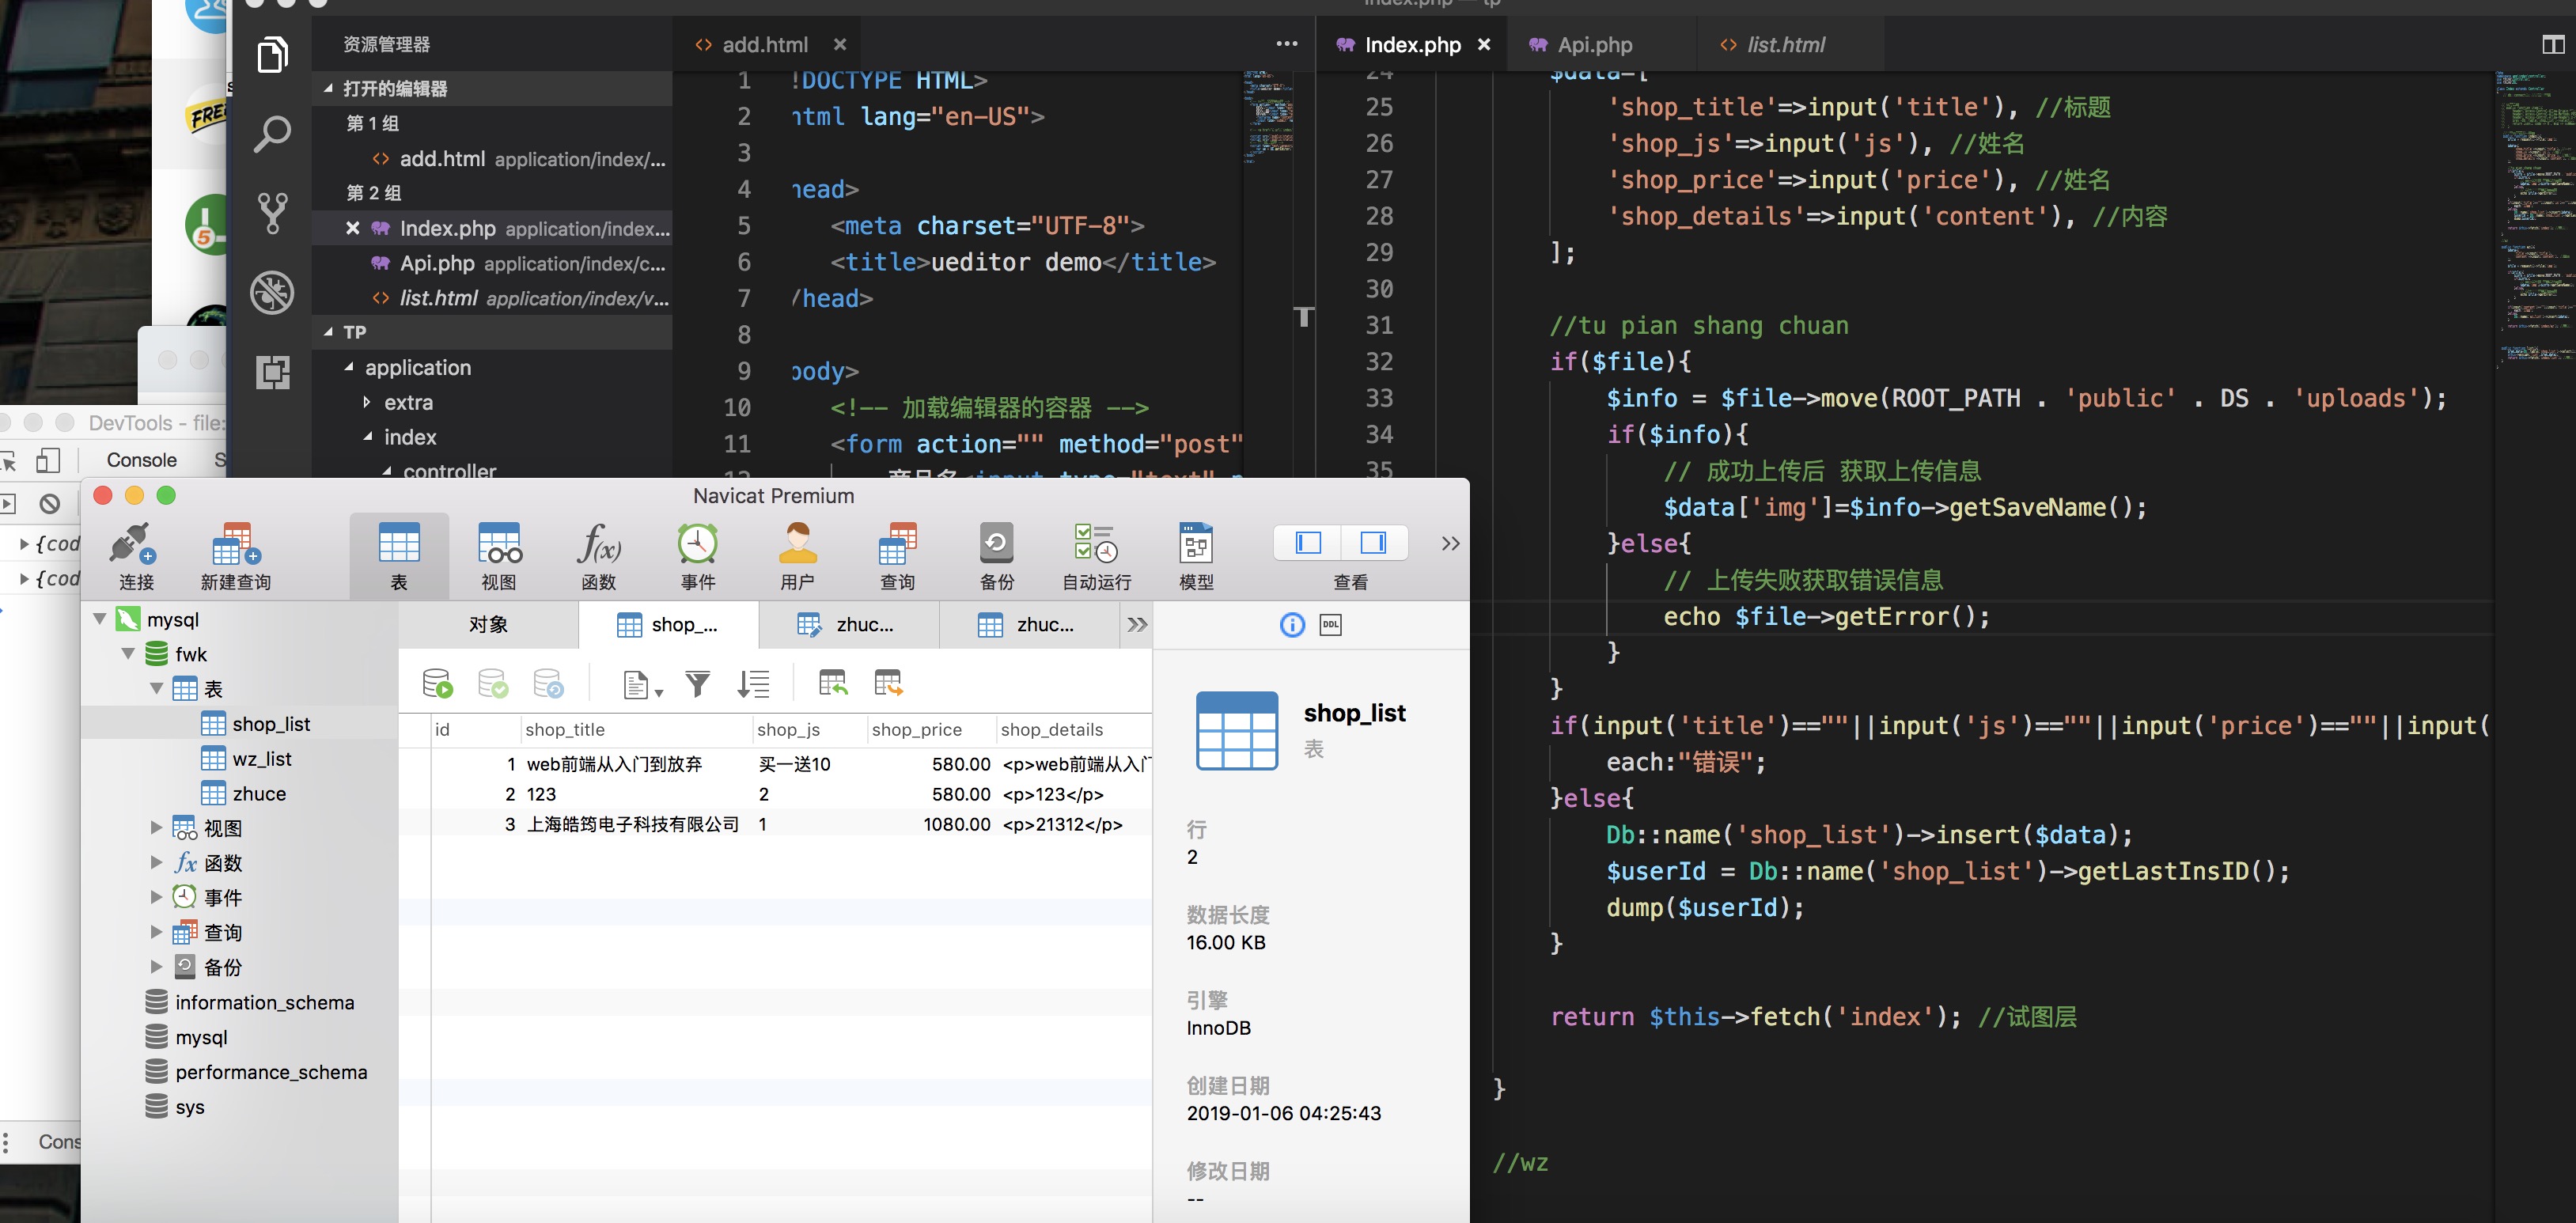 Index.php — tp
资源管理器
打开的编辑器
第 1 组
add.html application/index/...
第 2 组
Index.php application/index...
Api.php application/index/c...
list.html application/index/v...
TP
application
extra
index
controller
add.html
1 !DOCTYPE HTML>
2 html lang="en-US">
3
4 head>
5 <meta charset="UTF-8">
6 <title>ueditor demo</title>
7 /head>
8
9 body>
10 <!-- 加载编辑器的容器 -->
11 <form action="" method="post"
Index.php Api.php list.html
24 $data=[
25 'shop_title'=>input('title'), //标题
26 'shop_js'=>input('js'), //姓名
27 'shop_price'=>input('price'), //姓名
28 'shop_details'=>input('content'), //内容
29 ];
30
31 //tu pian shang chuan
32 if($file){
33 $info = $file->move(ROOT_PATH . 'public' . DS . 'uploads');
34 if($info){
35 // 成功上传后 获取上传信息
$data['img']=$info->getSaveName();
}else{
// 上传失败获取错误信息
echo $file->getError();
}
}
if(input('title')==""||input('js')==""||input('price')==""||input(
each:"错误";
}else{
Db::name('shop_list')->insert($data);
$userId = Db::name('shop_list')->getLastInsID();
dump($userId);
}
return $this->fetch('index'); //试图层
}
//wz
DevTools - file:
Console S
{cod
{cod
Cons
Navicat Premium
连接 新建查询 表 视图 函数 事件 用户 查询 备份 自动运行 模型 查看
mysql
fwk
表
shop_list
wz_list
zhuce
视图
函数
事件
查询
备份
information_schema
mysql
performance_schema
sys
对象 shop_... zhuc... zhuc...
id shop_title shop_js shop_price shop_details
1 web前端从入门到放弃 买一送10 580.00 <p>web前端从入门
2 123 2 580.00 <p>123</p>
3 上海皓筠电子科技有限公司 1 1080.00 <p>21312</p>
DDL
shop_list
表
行
2
数据长度
16.00 KB
引擎
InnoDB
创建日期
2019-01-06 04:25:43
修改日期
--
FREE
5